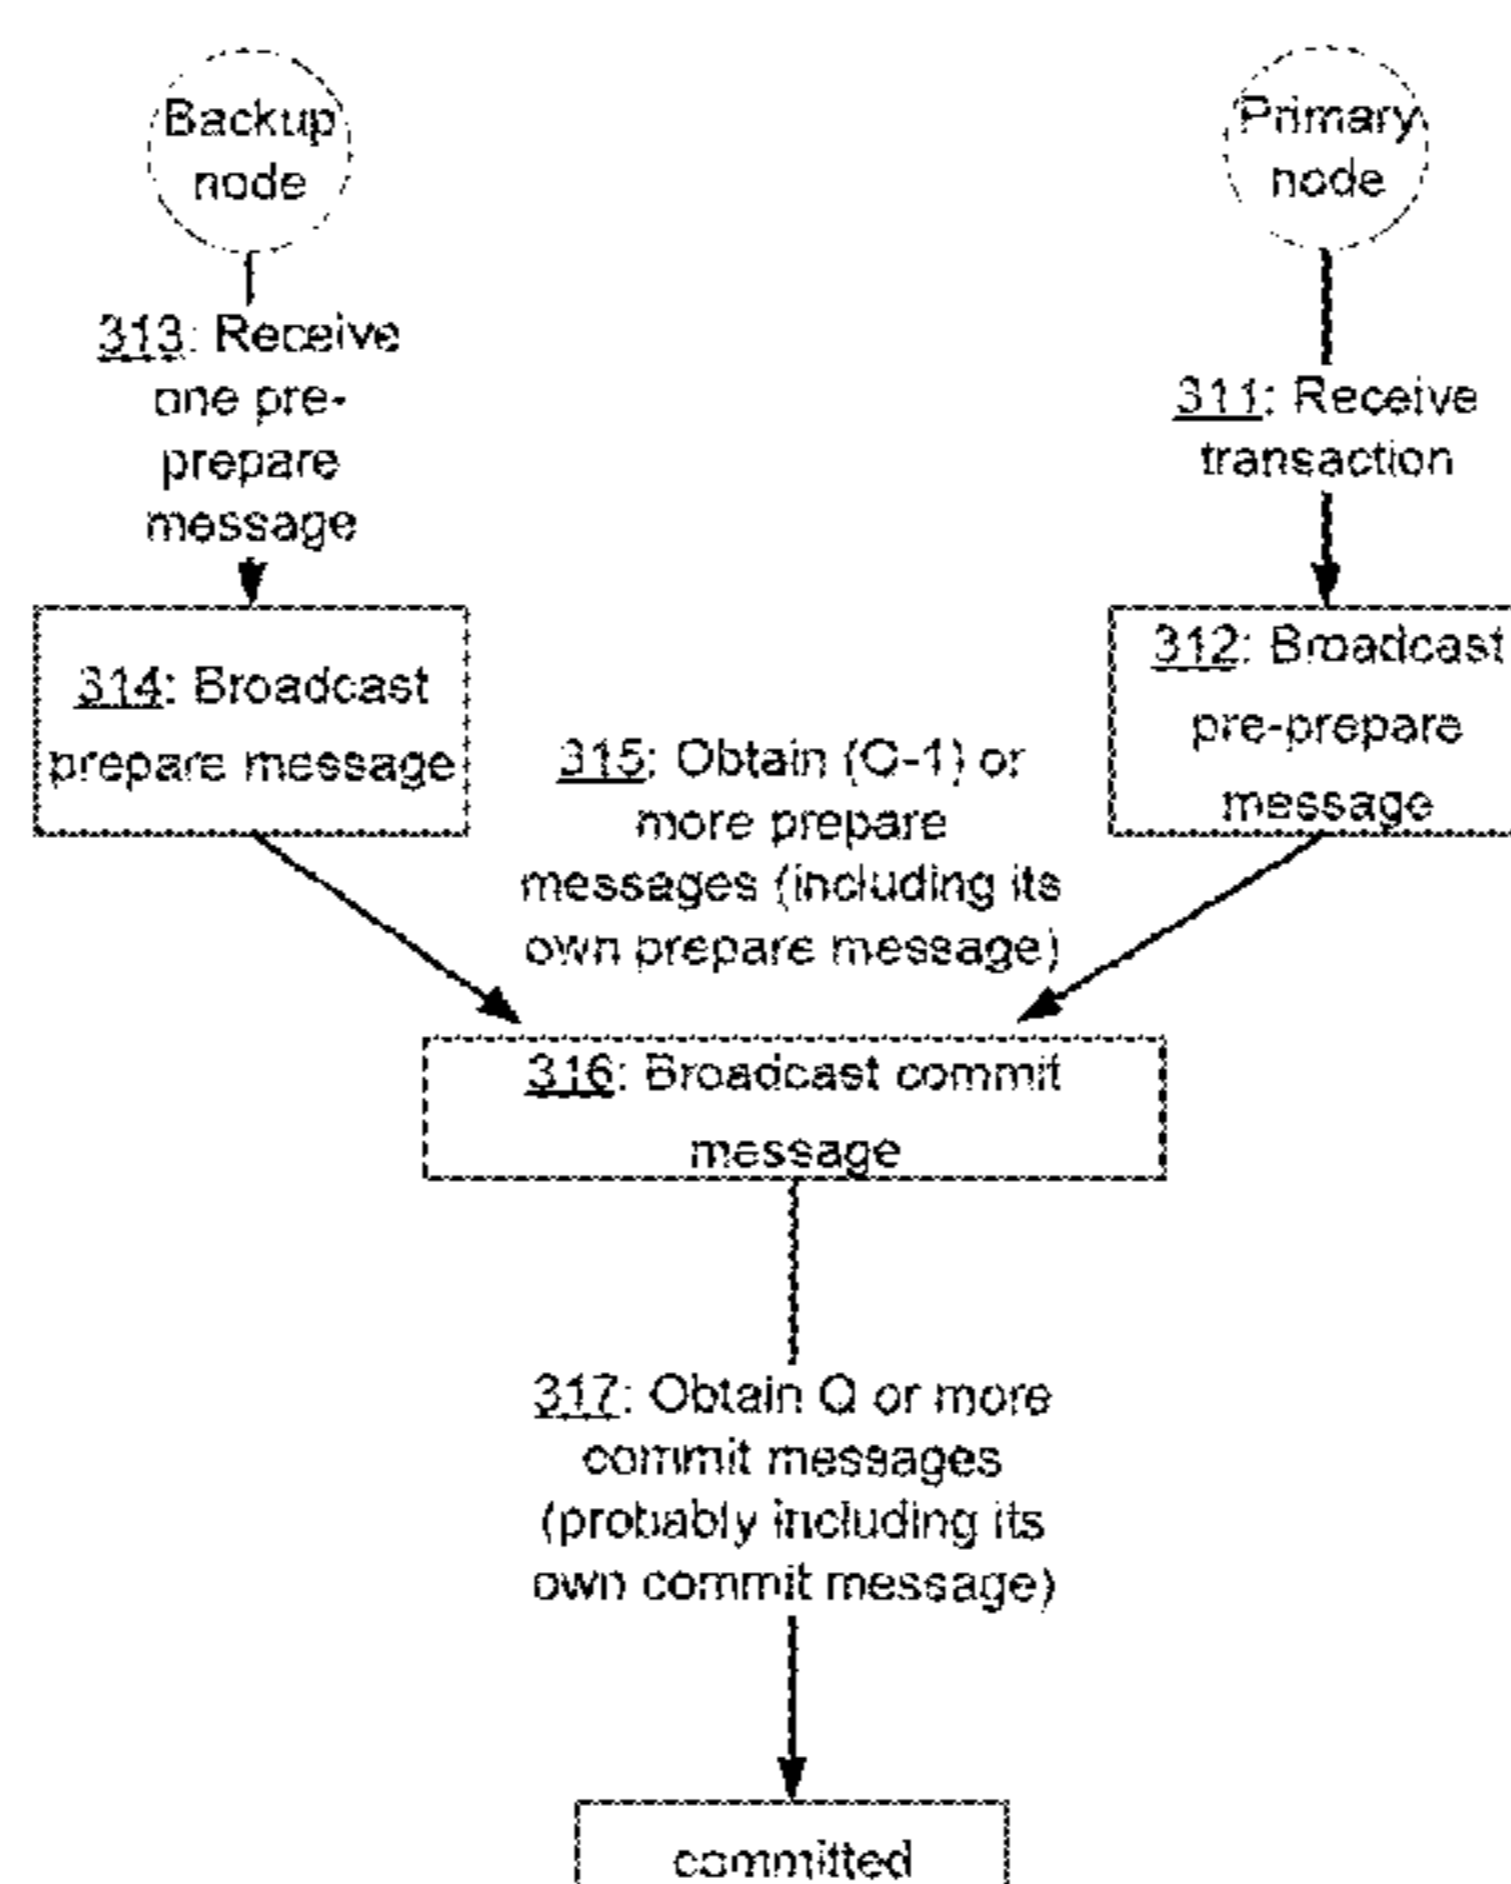 Backup
node
Primary
node
313: Receive
one pre-
prepare
message
311: Receive
transaction
314: Broadcast
prepare message
312: Broadcast
pre-prepare
message
315: Obtain (Q-1) or
more prepare
messages (including its
own prepare message)
316: Broadcast commit
message
317: Obtain Q or more
commit messages
(probably including its
own commit message)
committed